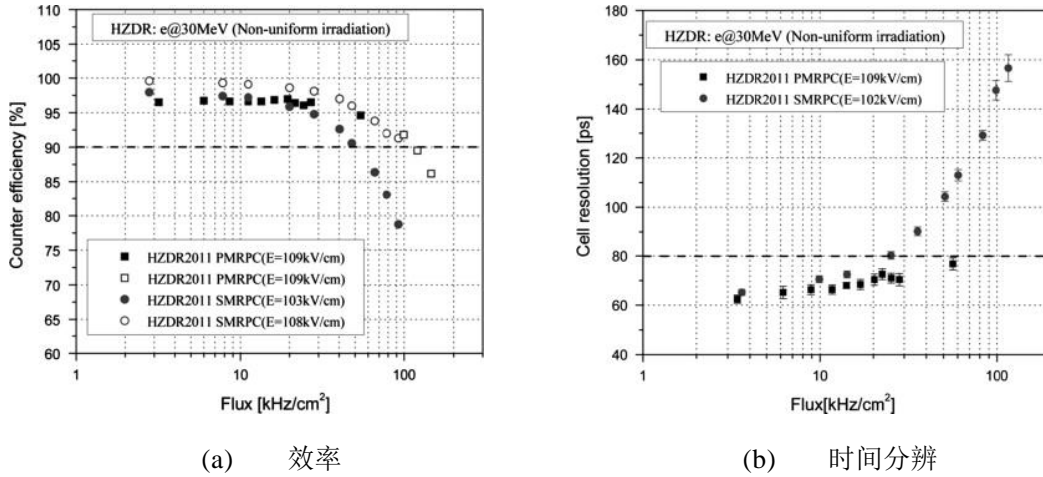 HZDR: e@30MeV (Non-uniform irradiation)
110
105
100
95
90
85
80
75
70
65
60
Counter efficiency [%]
HZDR2011 PMRPC(E=109kV/cm)
HZDR2011 PMRPC(E=109kV/cm)
HZDR2011 SMRPC(E=103kV/cm)
HZDR2011 SMRPC(E=108kV/cm)
1
10
100
Flux [kHz/cm²]
(a) 效率
HZDR: e@30MeV (Non-uniform irradiation)
HZDR2011 PMRPC(E=109kV/cm)
HZDR2011 SMRPC(E=102kV/cm)
180
160
140
120
100
80
60
40
Cell resolution [ps]
1
10
100
Flux[kHz/cm²]
(b) 时间分辨